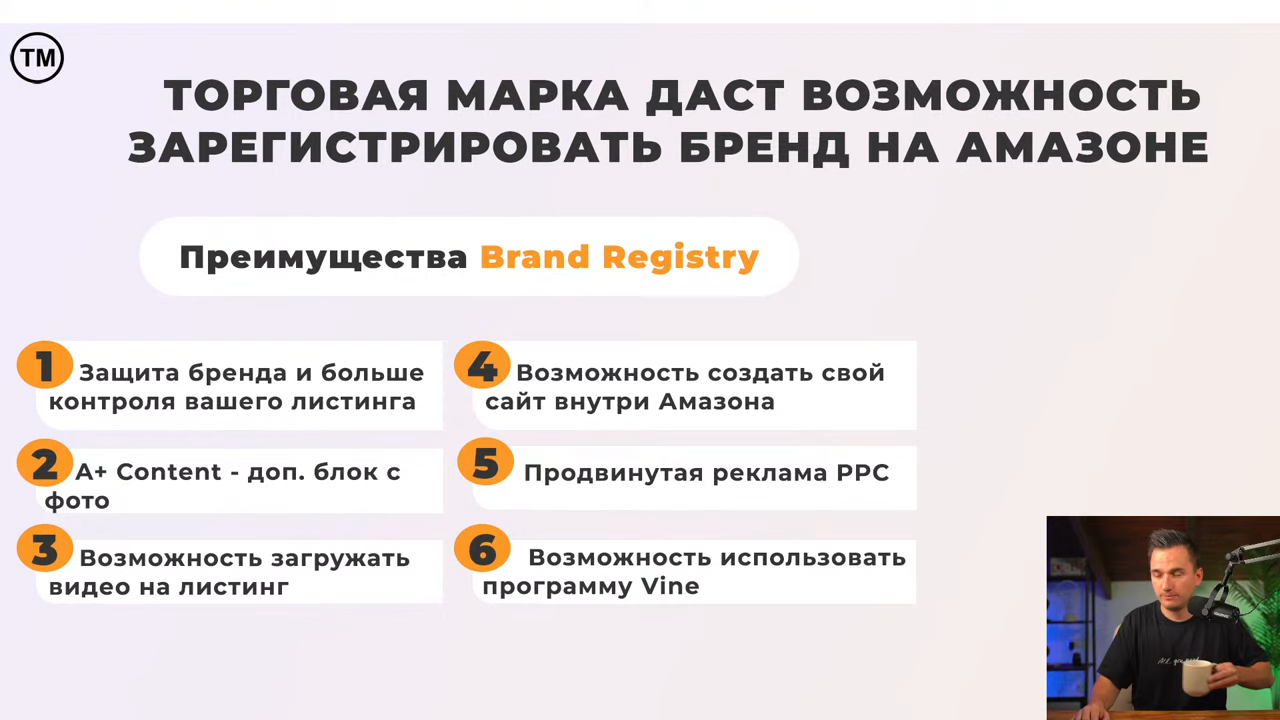 TM
ТОРГОВАЯ МАРКА ДАСТ ВОЗМОЖНОСТЬ
ЗАРЕГИСТРИРОВАТЬ БРЕНД НА АМАЗОНЕ
Преимущества Brand Registry
1 Защита бренда и больше
контроля вашего листинга
2 A+ Content - доп. блок с
фото
3 Возможность загружать
видео на листинг
4 Возможность создать свой
сайт внутри Амазона
5 Продвинутая реклама PPC
6 Возможность использовать
программу Vine